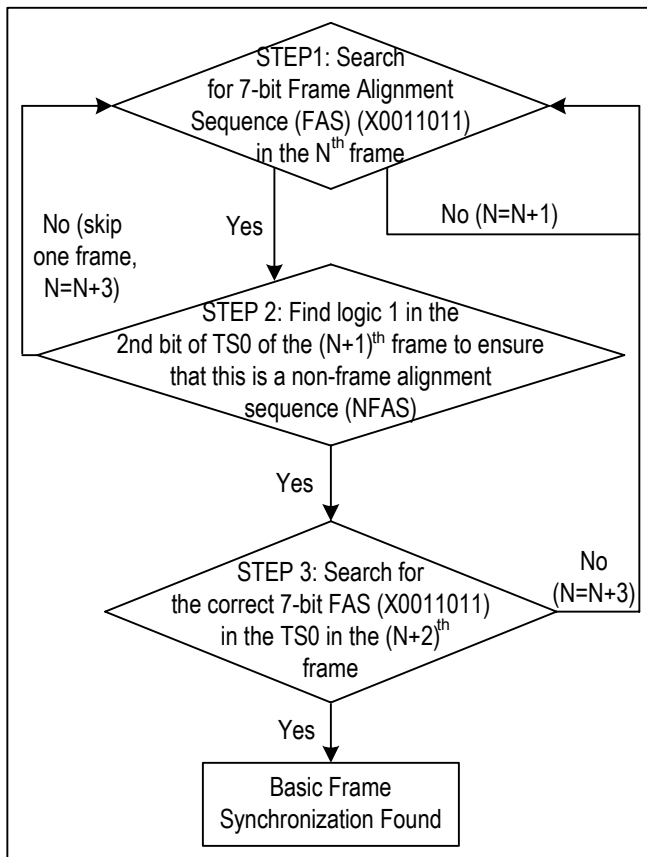 STEP1: Search
for 7-bit Frame Alignment
Sequence (FAS) (X0011011)
in the Nth frame
No (skip
one frame,
N=N+3)
Yes
No (N=N+1)
STEP 2: Find logic 1 in the
2nd bit of TS0 of the (N+1)th frame to ensure
that this is a non-frame alignment
sequence (NFAS)
Yes
STEP 3: Search for
the correct 7-bit FAS (X0011011)
in the TS0 in the (N+2)th
frame
No
(N=N+3)
Yes
Basic Frame
Synchronization Found